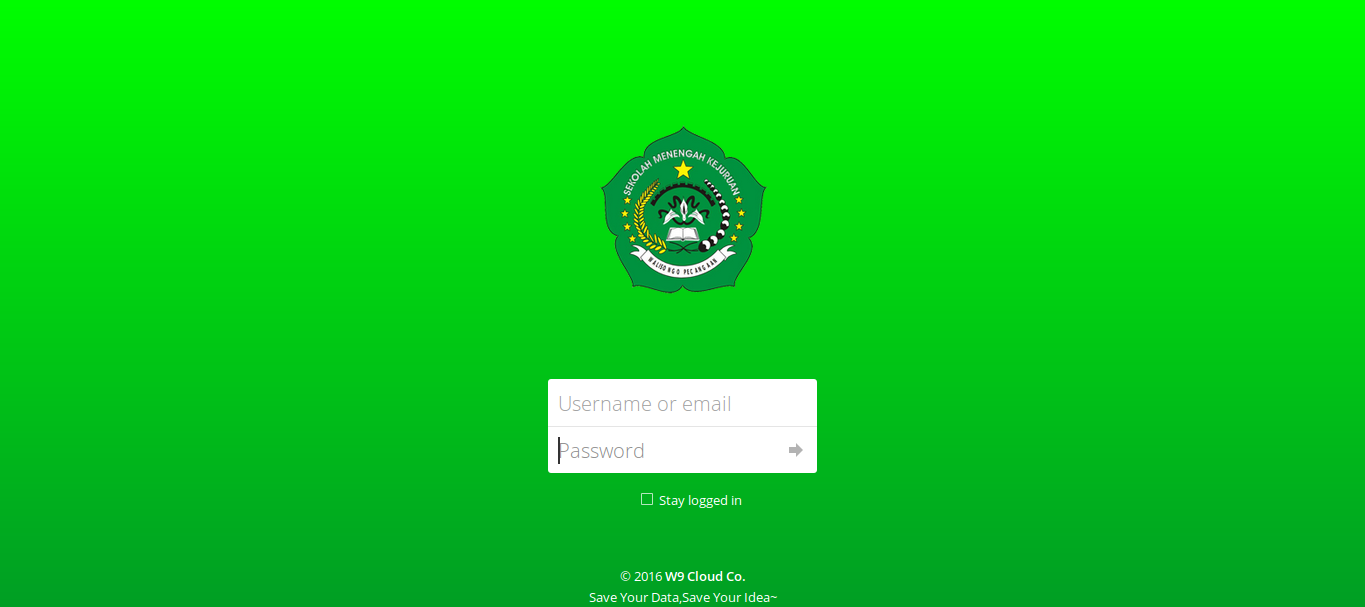 SEKOLAH MENENGAH KEJURUAN
WALISONGO PECANGAAN
Username or email
Password
Stay logged in
© 2016 W9 Cloud Co.
Save Your Data,Save Your Idea~